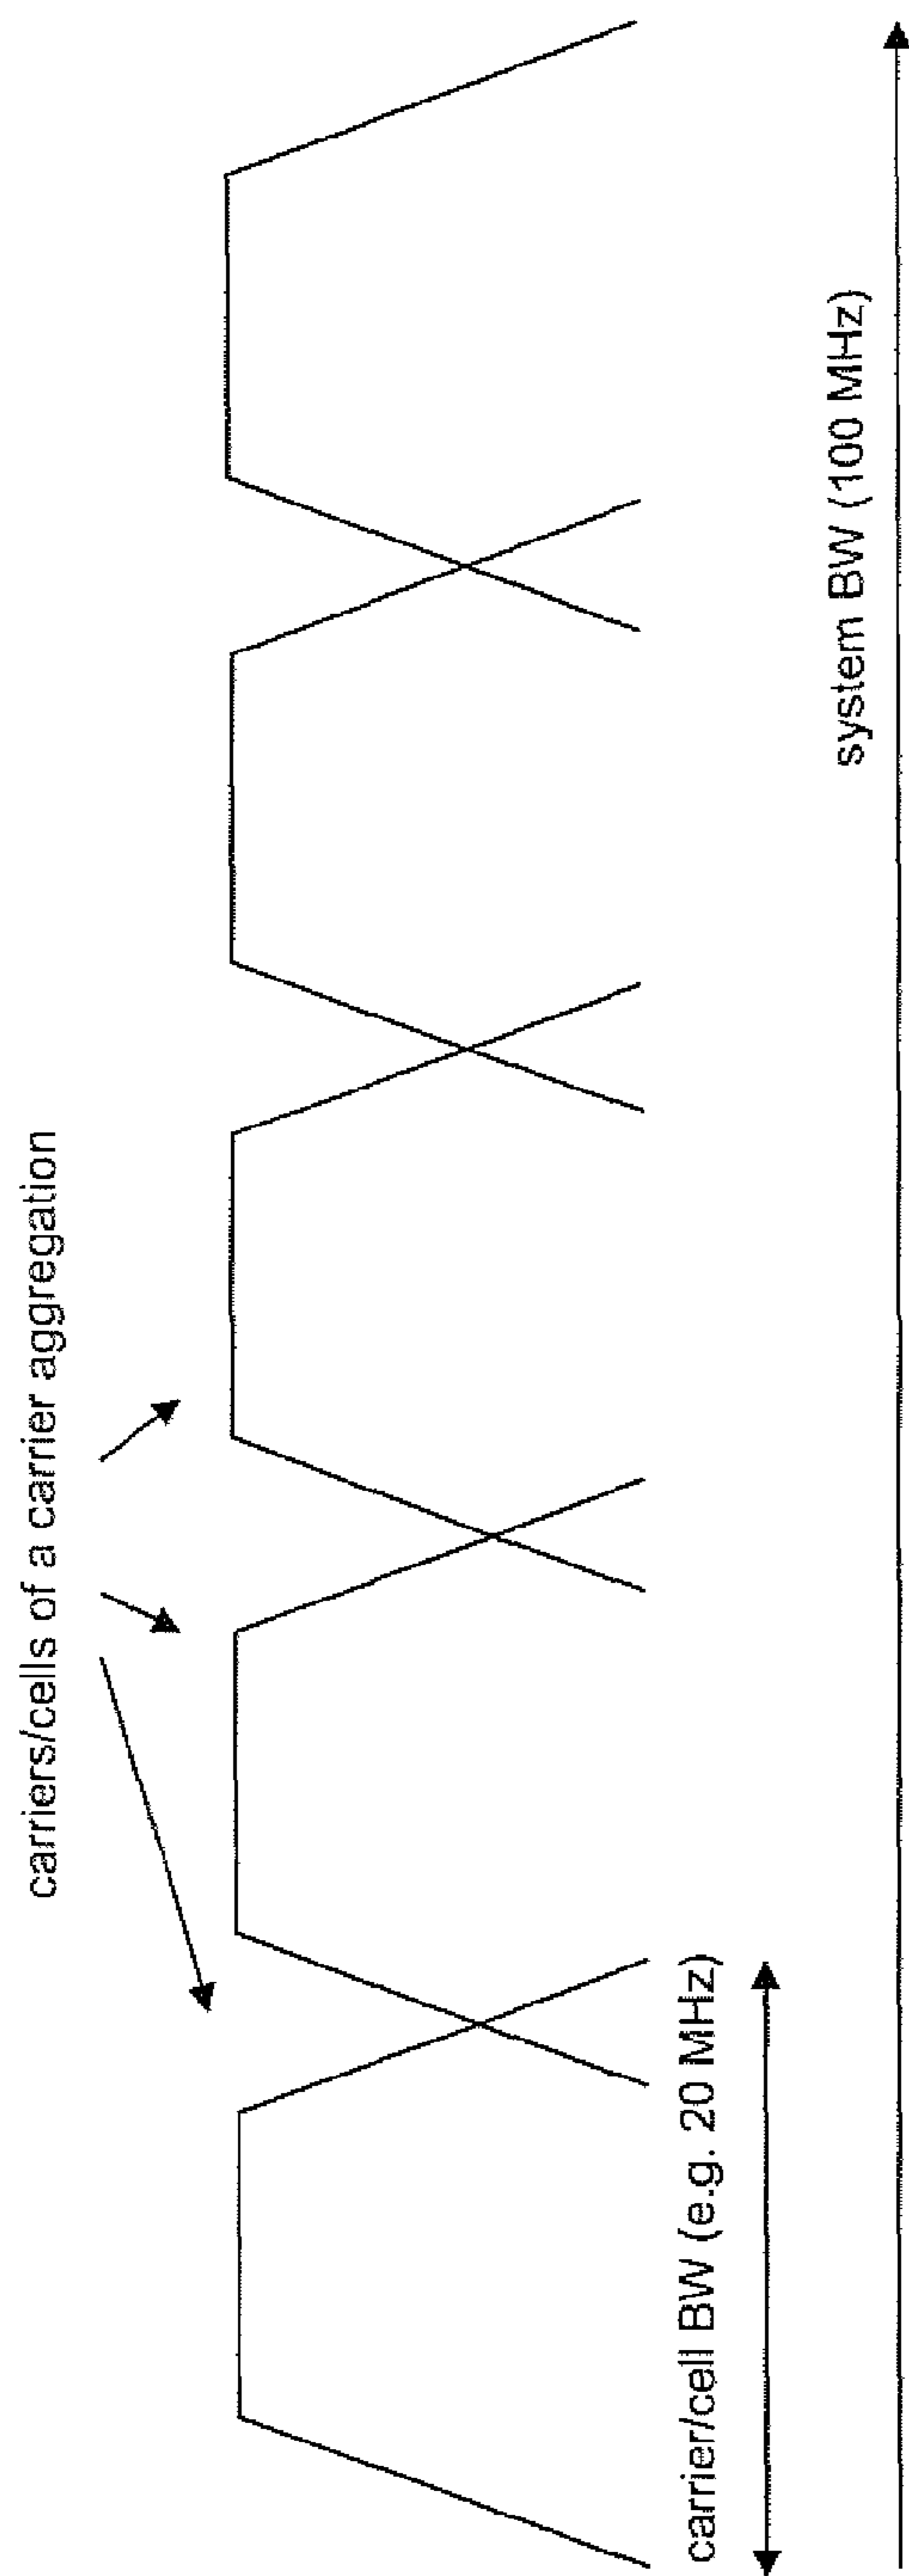 carriers/cells of a carrier aggregation
carrier/cell BW (e.g. 20 MHz)
system BW (100 MHz)